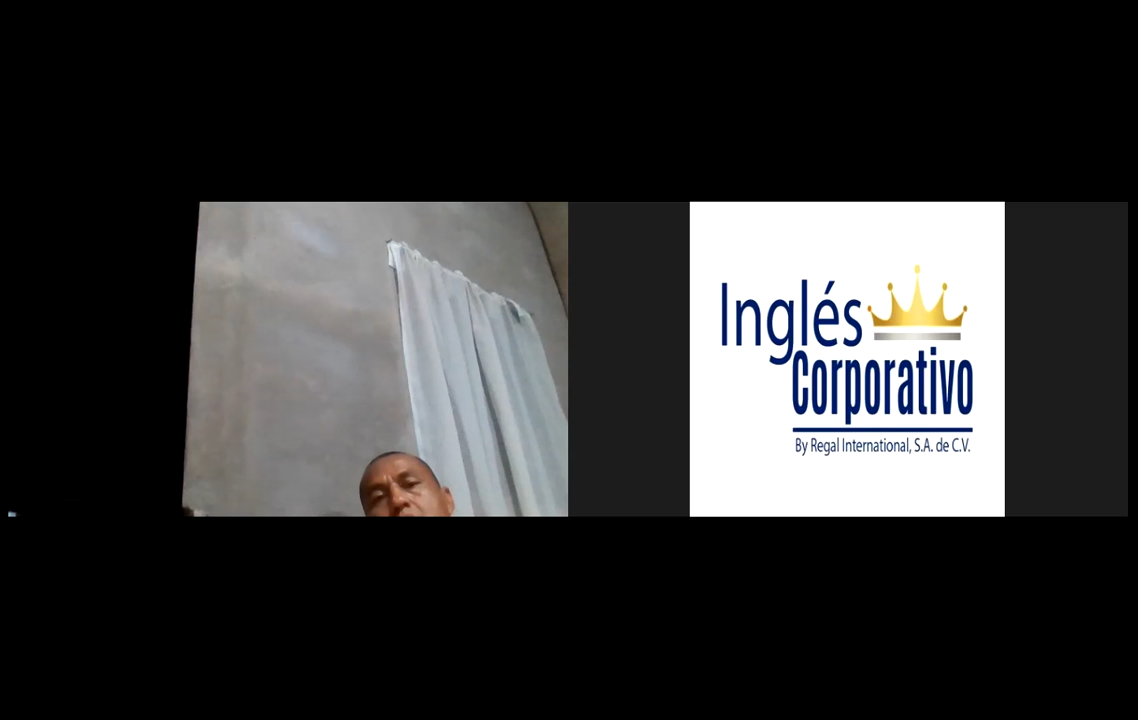 Inglés
Corporativo
By Regal International, S.A. de C.V.